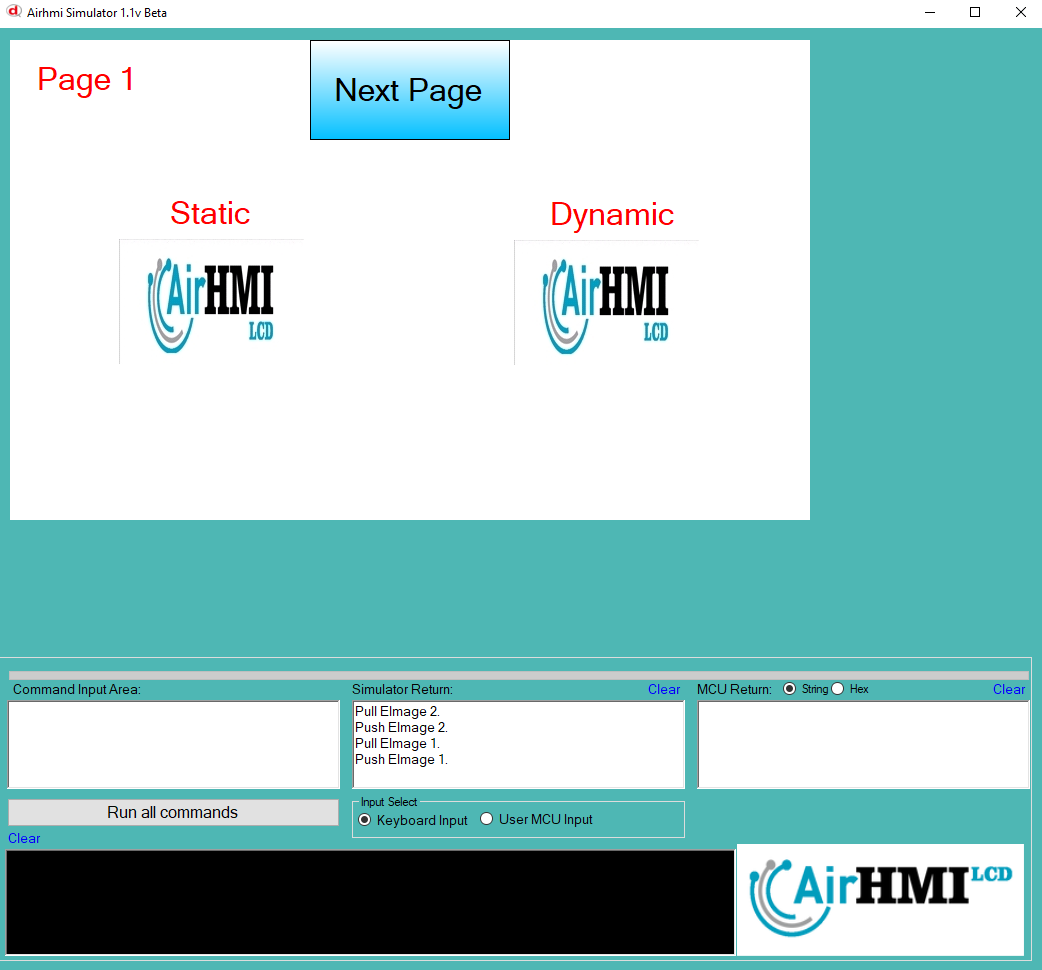 d Airhmi Simulator 1.1v Beta
Page 1
Next Page
Static
Dynamic
AirHMI
LCD
AirHMI
LCD
Command Input Area:
Simulator Return:
Clear
MCU Return:
String
Hex
Clear
Pull EImage 2.
Push EImage 2.
Pull EImage 1.
Push EImage 1.
Run all commands
Input Select
Keyboard Input
User MCU Input
Clear
AirHMI LCD